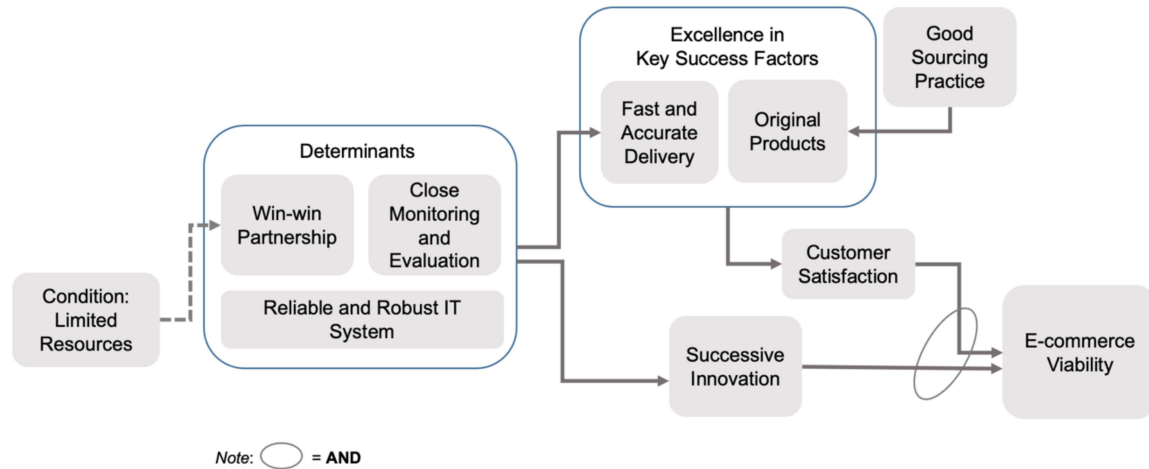 Excellence in
Key Success Factors
Good
Sourcing
Practice
Fast and
Accurate
Delivery
Original
Products
Determinants
Win-win
Partnership
Close
Monitoring
and
Evaluation
Reliable and Robust IT
System
Condition:
Limited
Resources
Customer
Satisfaction
Successive
Innovation
E-commerce
Viability
Note: = AND